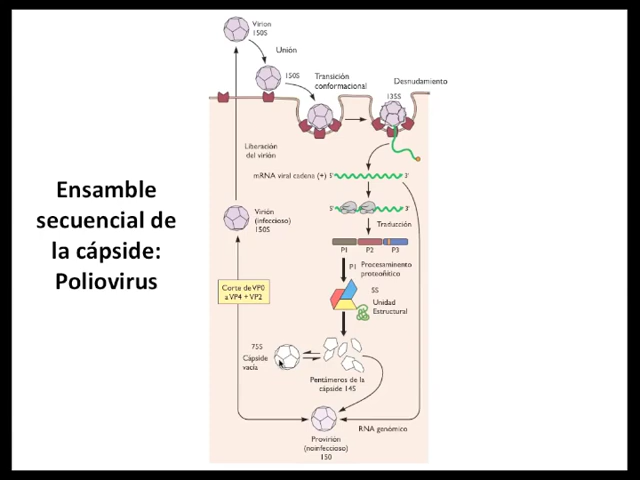 Ensamble
secuencial de
la cápside:
Poliovirus
Virion
150S
Unión
150S
Transición
conformacional
Desnudamiento
135S
Liberación
del virión
mRNA viral cadena (+)
5'
3'
5'
3'
Traducción
P1
P2
P3
P1
Procesamiento
proteolítico
5S
Unidad
Estructural
Virión
(infeccioso)
150S
Corte de VP0
a VP4 + VP2
75S
Cápside
vacía
Pentámeros de la
cápside 14S
RNA genómico
Provirión
(noinfeccioso)
150